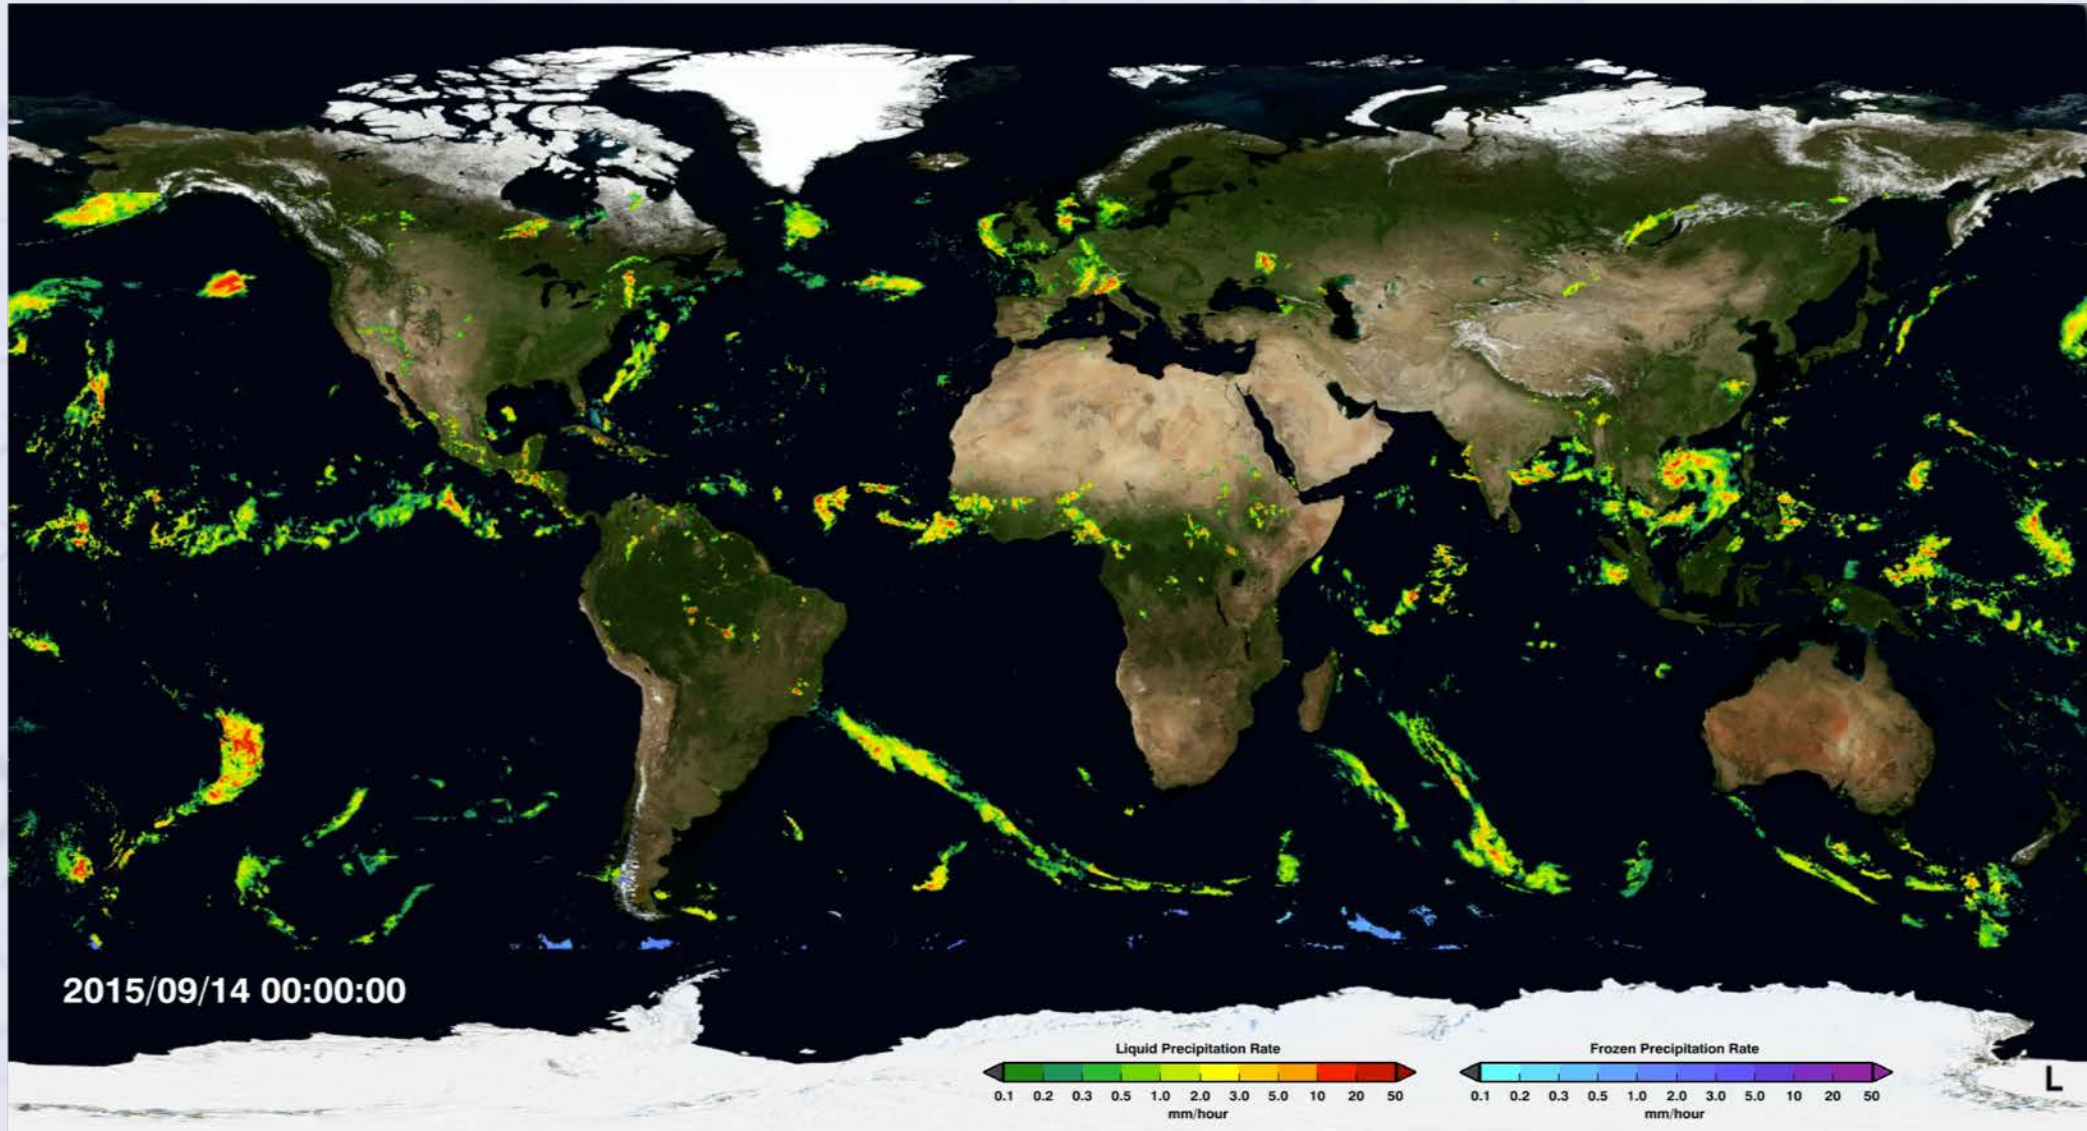 2015/09/14 00:00:00
Liquid Precipitation Rate
0.1 0.2 0.3 0.5 1.0 2.0 3.0 5.0 10 20 50
mm/hour
Frozen Precipitation Rate
0.1 0.2 0.3 0.5 1.0 2.0 3.0 5.0 10 20 50
mm/hour
L